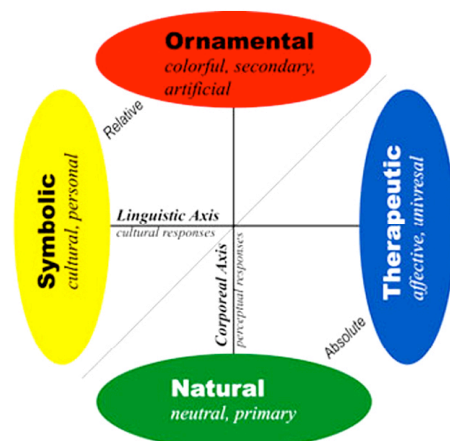 Ornamental
colorful, secondary,
artificial
Relative
Symbolic
cultural, personal
Linguistic Axis
cultural responses
Corporeal Axis
perceptual responses
Therapeutic
affective, univresal
Absolute
Natural
neutral, primary